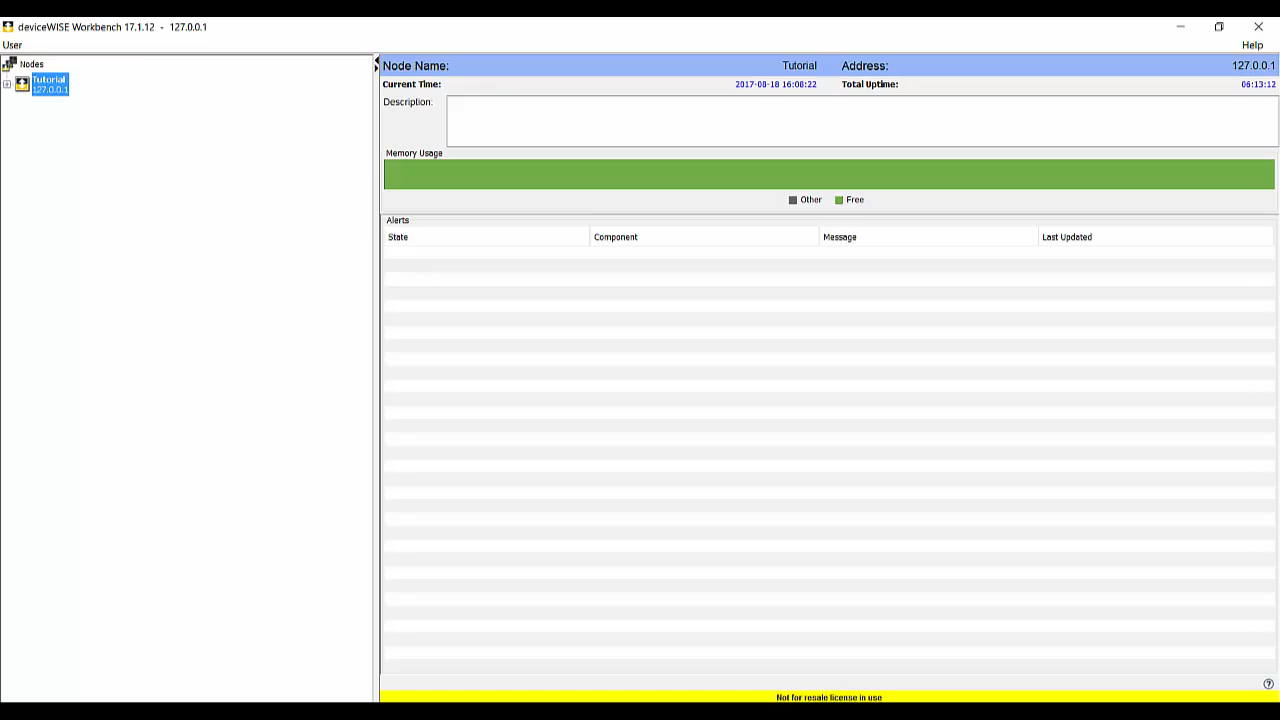 deviceWISE Workbench 17.1.12 - 127.0.0.1
User
Help
Nodes
Tutorial
127.0.0.1
Node Name: Tutorial Address: 127.0.0.1
Current Time: 2017-08-18 16:08:22 Total Uptime: 06:13:12
Description:
Memory Usage
Other Free
Alerts
State Component Message Last Updated
Not for resale license in use